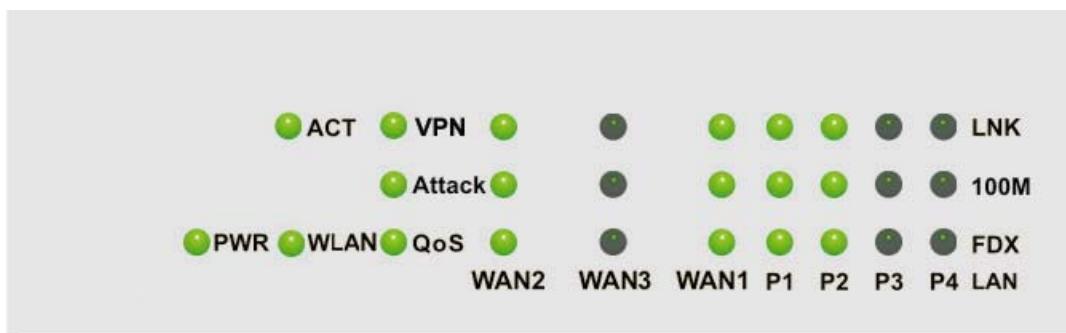 ACT VPN LNK
Attack 100M
PWR WLAN QoS FDX
WAN2 WAN3 WAN1 P1 P2 P3 P4 LAN